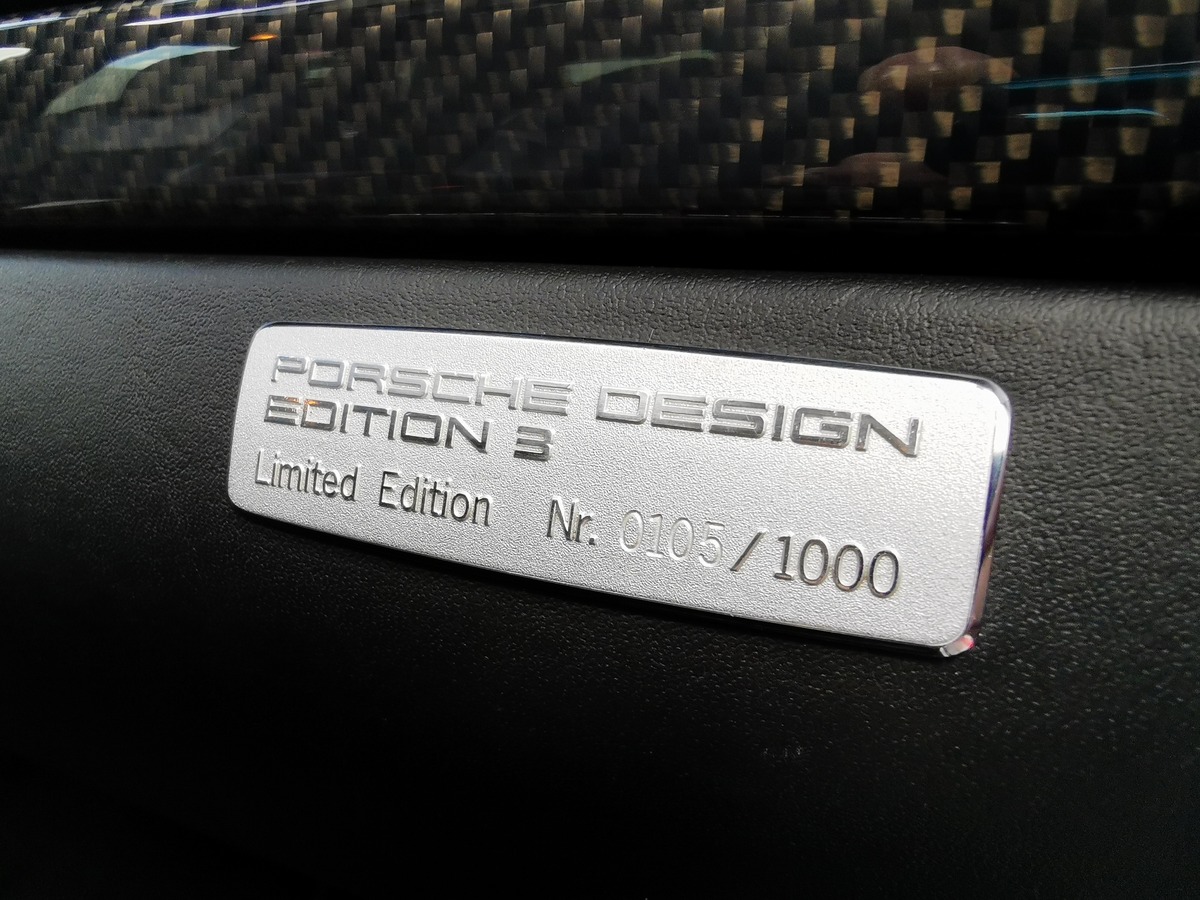 PORSCHE DESIGN
EDITION 3
Limited Edition Nr. 0105/1000